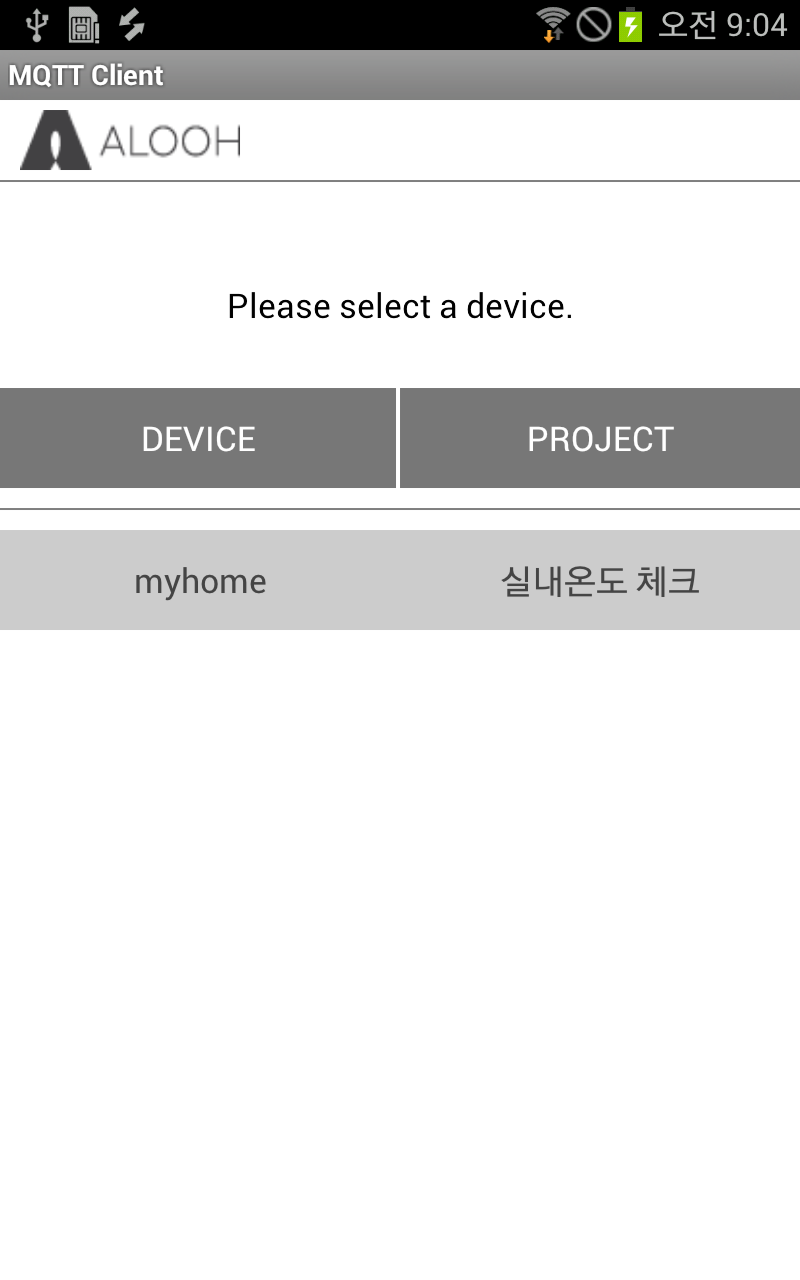 오전 9:04
MQTT Client
ALOOH
Please select a device.
DEVICE PROJECT
myhome 실내온도 체크